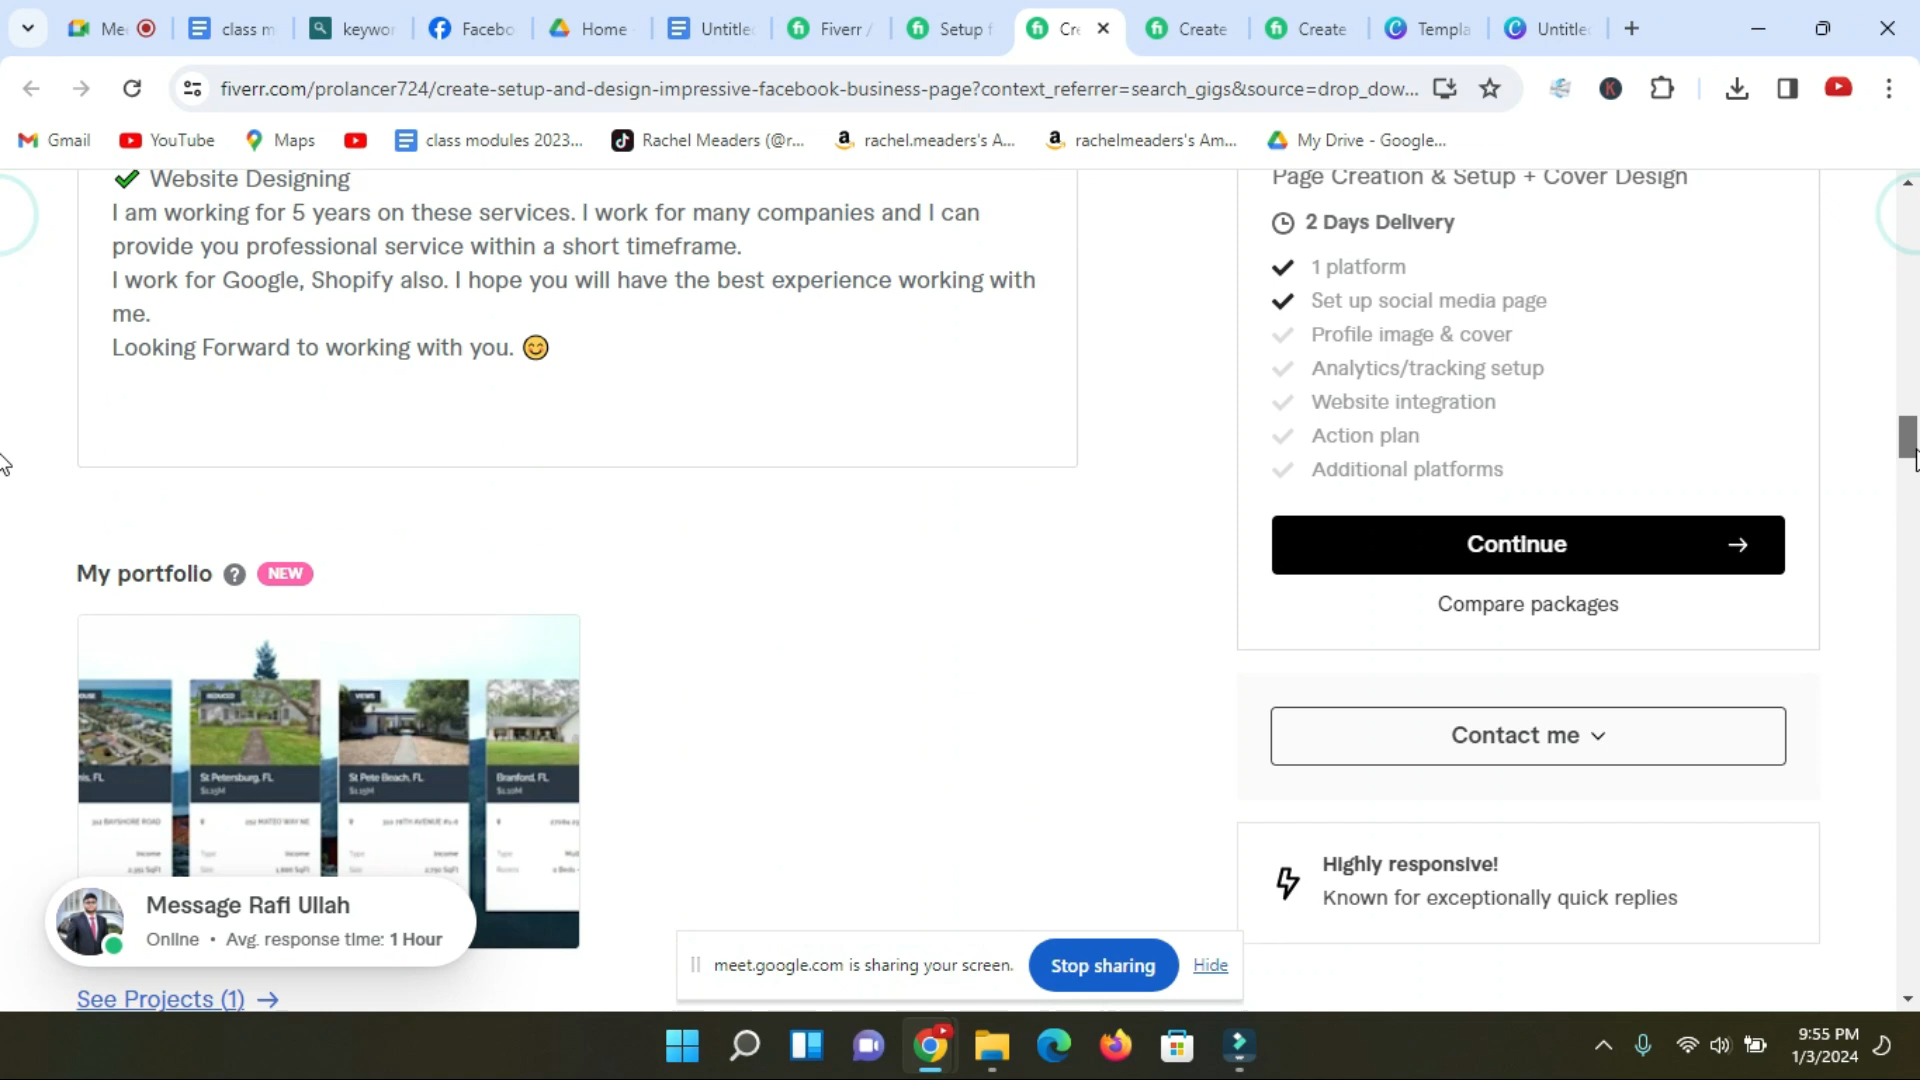 Me
class m
keywor
Facebo
Home
Untitle
Fiverr /
Setup f
Cre
Create
Create
Templa
Untitle
fiverr.com/prolancer724/create-setup-and-design-impressive-facebook-business-page?context_referrer=search_gigs&source=drop_dow...
Gmail
YouTube
Maps
class modules 2023...
Rachel Meaders (@r...
rachel.meaders's A...
rachelmeaders's Am...
My Drive - Google...
Website Designing
I am working for 5 years on these services. I work for many companies and I can
provide you professional service within a short timeframe.
I work for Google, Shopify also. I hope you will have the best experience working with
me.
Looking Forward to working with you. 😊
Page Creation & Setup + Cover Design
2 Days Delivery
1 platform
Set up social media page
Profile image & cover
Analytics/tracking setup
Website integration
Action plan
Additional platforms
Continue
Compare packages
My portfolio ? NEW
REDUCED
VIEWS
St Petersburg, FL
St Pete Beach, FL
Branford, FL
Contact me
Highly responsive!
Known for exceptionally quick replies
Message Rafi Ullah
Online • Avg. response time: 1 Hour
See Projects (1) →
meet.google.com is sharing your screen.
Stop sharing
Hide
9:55 PM
1/3/2024